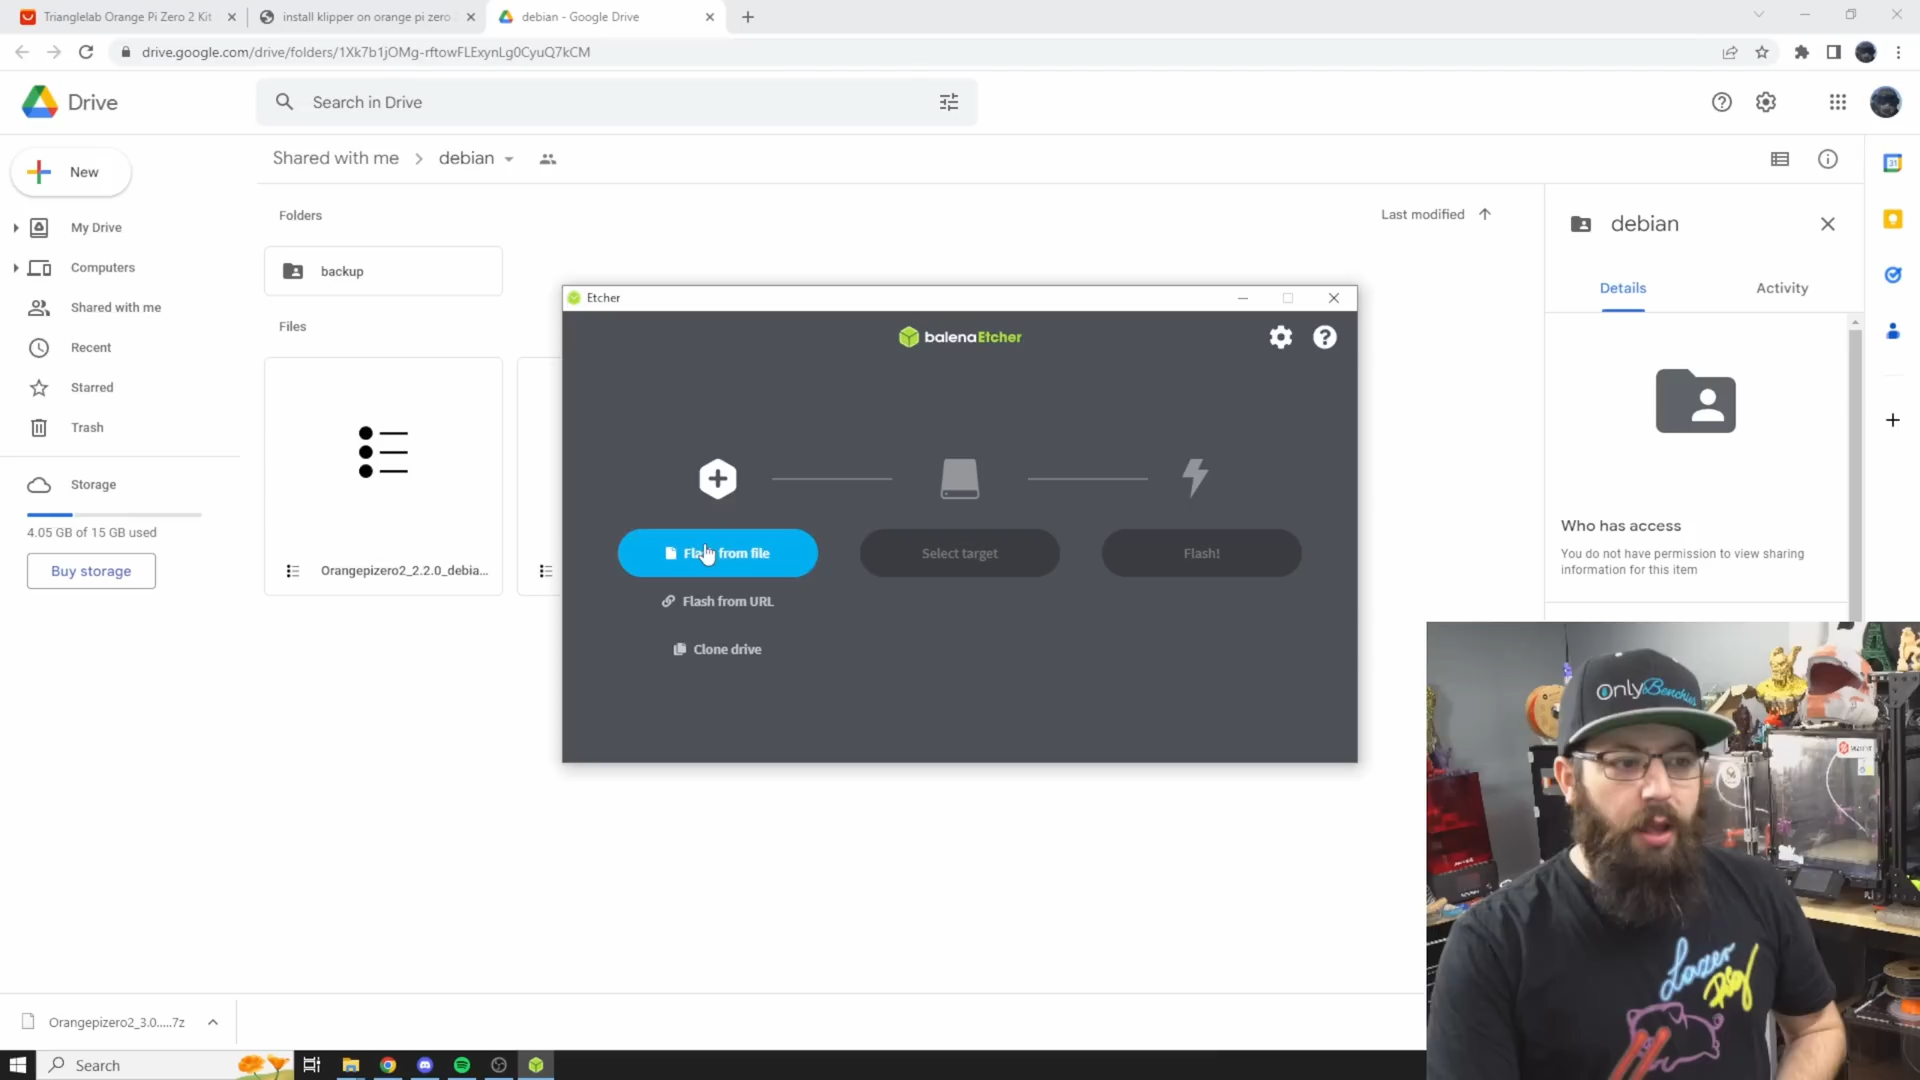 Trianglelab Orange Pi Zero 2 Kit
install klipper on orange pi zero
debian - Google Drive
drive.google.com/drive/folders/1Xk7b1jOMg-rftowFLExynLg0CyuQ7kCM
Drive
Search in Drive
Shared with me
debian
New
My Drive
Computers
Shared with me
Recent
Starred
Trash
Storage
4.05 GB of 15 GB used
Buy storage
Folders
Last modified
backup
Files
Orangepizero2_2.2.0_debia...
Etcher
balenaEtcher
Flash from file
Select target
Flash!
Flash from URL
Clone drive
debian
Details
Activity
Who has access
You do not have permission to view sharing
information for this item
31
Only Benchies
Lazer
Orangepizero2_3.0.....7z
Search